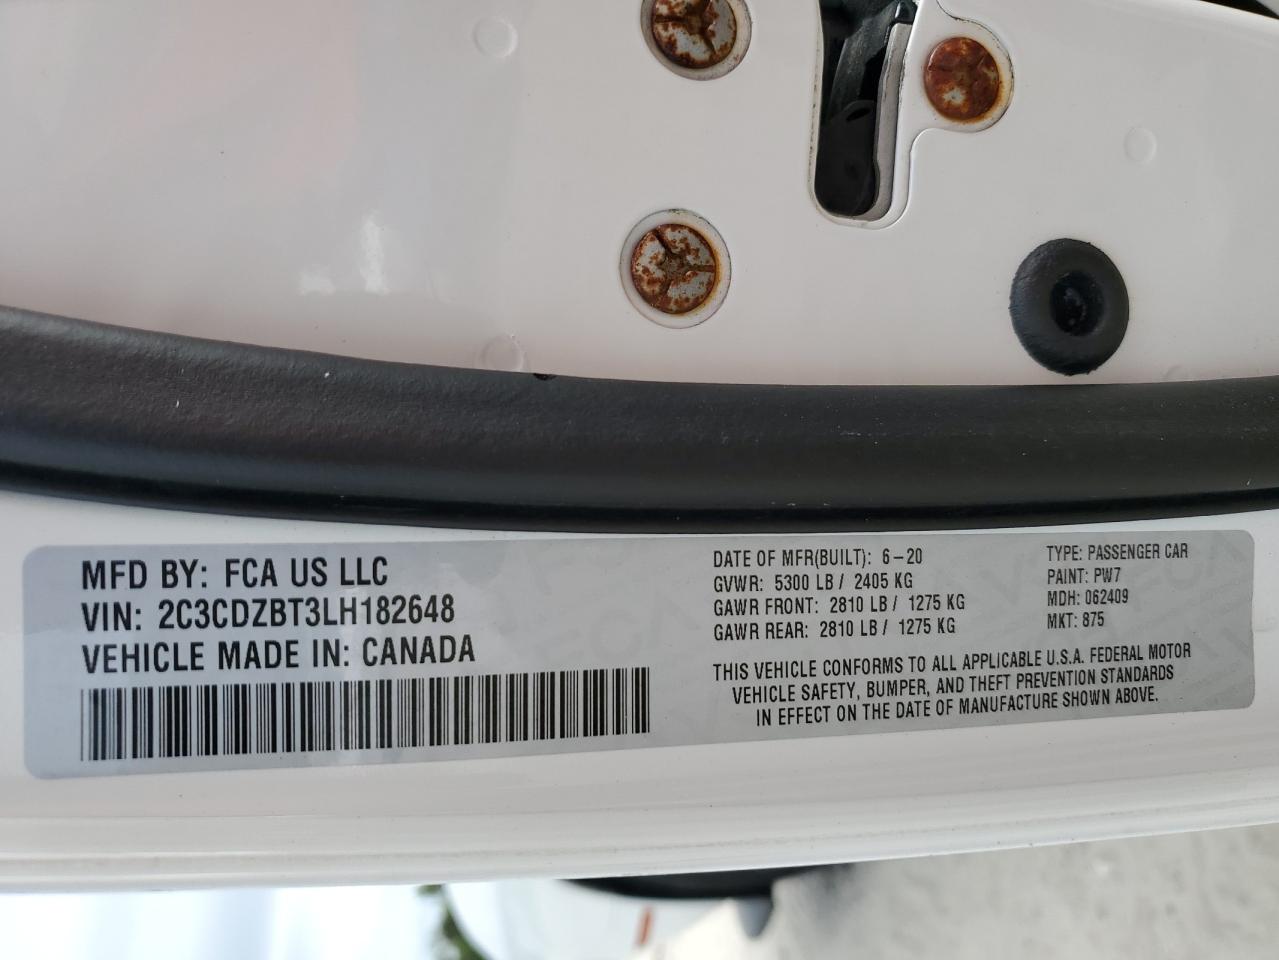 MFD BY: FCA US LLC
VIN: 2C3CDZBT3LH182648
VEHICLE MADE IN: CANADA
DATE OF MFR(BUILT): 6-20
GVWR: 5300 LB / 2405 KG
GAWR FRONT: 2810 LB / 1275 KG
GAWR REAR: 2810 LB / 1275 KG
TYPE: PASSENGER CAR
PAINT: PW7
MDH: 062409
MKT: 875
THIS VEHICLE CONFORMS TO ALL APPLICABLE U.S.A. FEDERAL MOTOR
VEHICLE SAFETY, BUMPER, AND THEFT PREVENTION STANDARDS
IN EFFECT ON THE DATE OF MANUFACTURE SHOWN ABOVE.